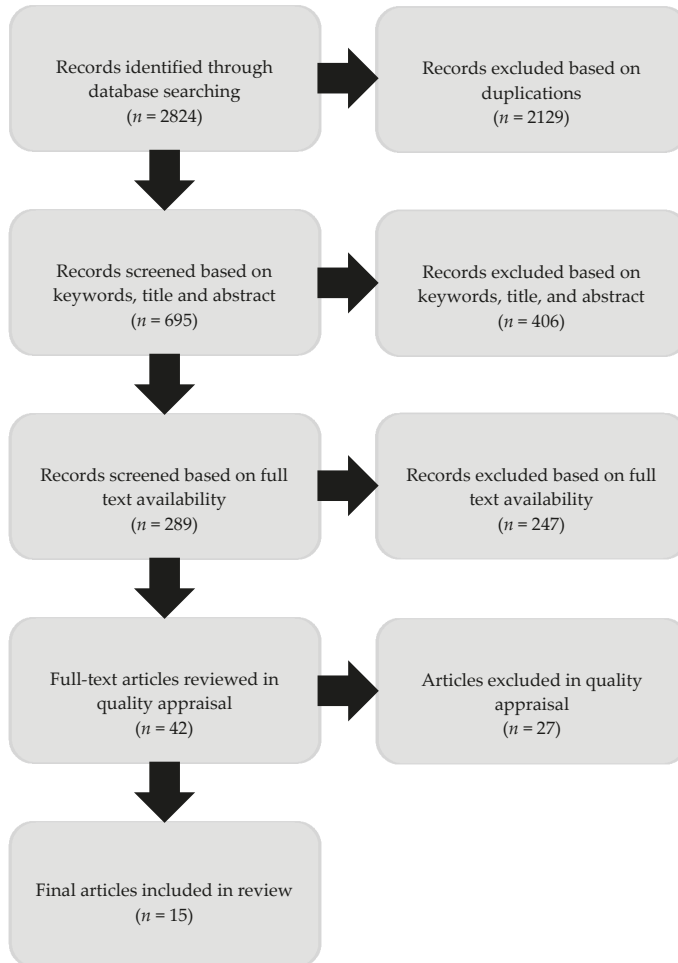 Records identified through
database searching
(n = 2824)
Records excluded based on
duplications
(n = 2129)
Records screened based on
keywords, title and abstract
(n = 695)
Records excluded based on
keywords, title, and abstract
(n = 406)
Records screened based on full
text availability
(n = 289)
Records excluded based on full
text availability
(n = 247)
Full-text articles reviewed in
quality appraisal
(n = 42)
Articles excluded in quality
appraisal
(n = 27)
Final articles included in review
(n = 15)